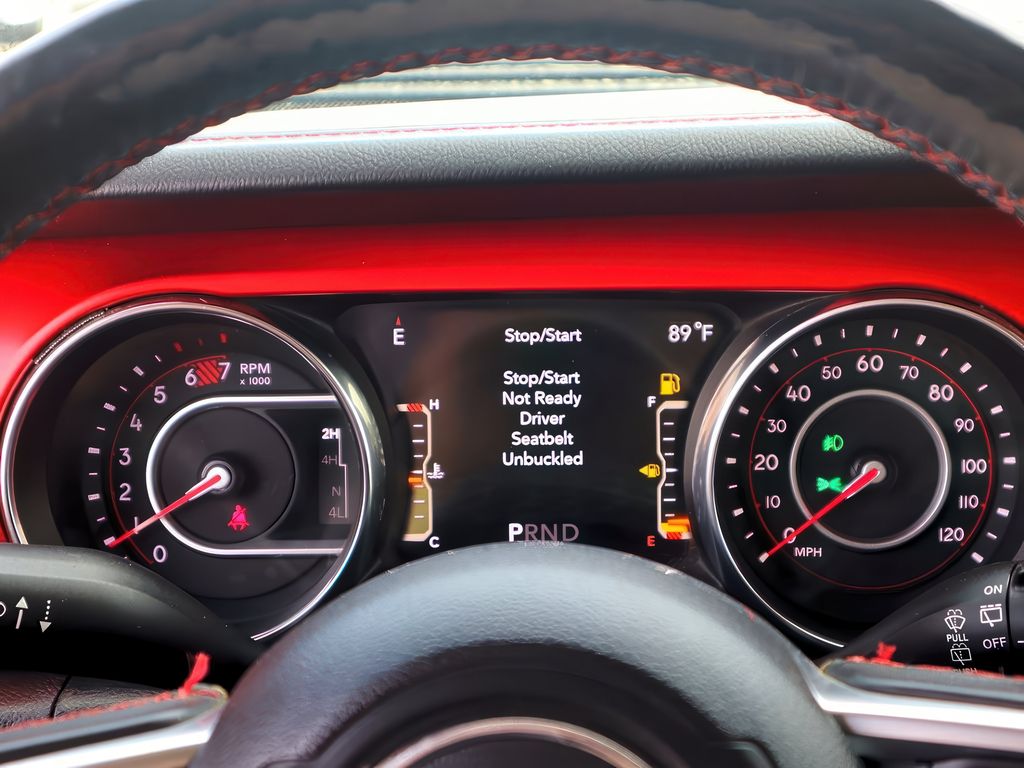 E
Stop/Start
89°F
Stop/Start
Not Ready
Driver
Seatbelt
Unbuckled
H
C
F
E
PRND
RPM
x 1000
0
1
2
3
4
5
6
7
2H
4H
N
4L
0
10
20
30
40
50
60
70
80
90
100
110
120
MPH
ON
OFF
PULL